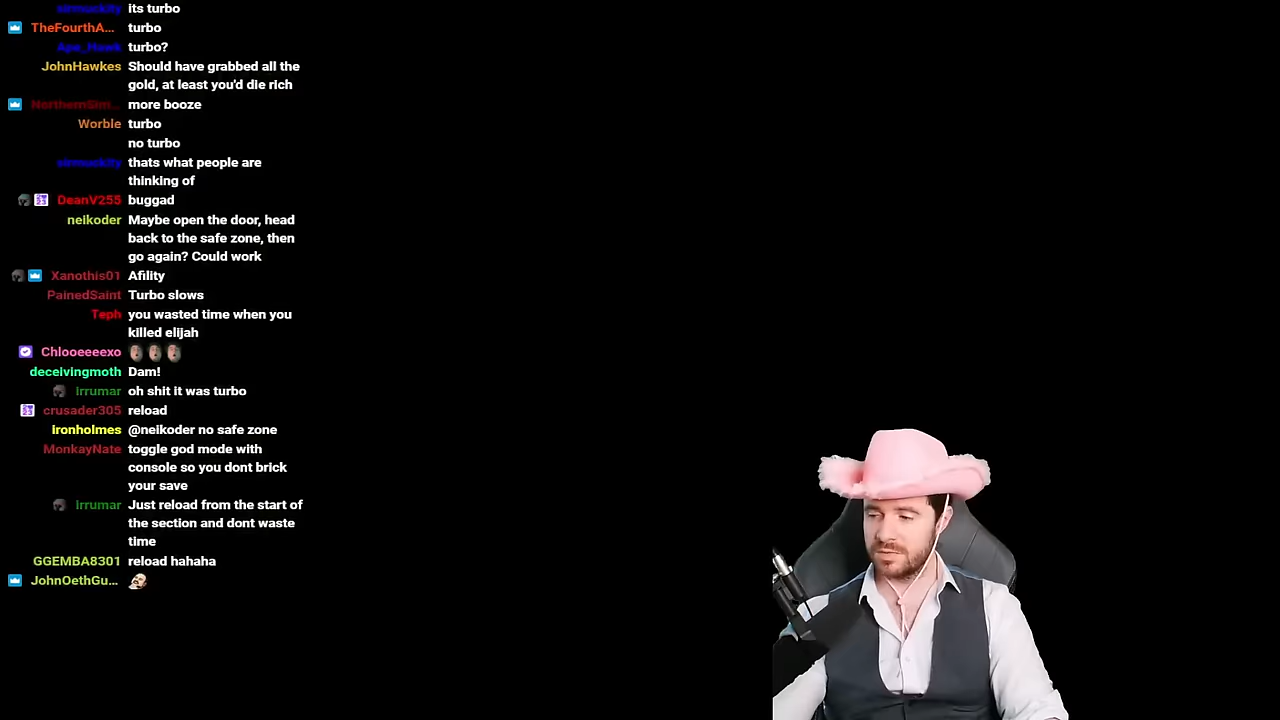 sirmuckity its turbo
TheFourthA... turbo
Ape_Hawk turbo?
JohnHawkes Should have grabbed all the
gold, at least you'd die rich
NorthernSim... more booze
Worble turbo
no turbo
sirmuckity thats what people are
thinking of
DeanV255 buggad
neikoder Maybe open the door, head
back to the safe zone, then
go again? Could work
Xanothis01 Afility
PainedSaint Turbo slows
Teph you wasted time when you
killed elijah
Chlooeeeexo
deceivingmoth Dam!
Irrumar oh shit it was turbo
crusader305 reload
ironholmes @neikoder no safe zone
MonkayNate toggle god mode with
console so you dont brick
your save
Irrumar Just reload from the start of
the section and dont waste
time
GGEMBA8301 reload hahaha
JohnOethGu...